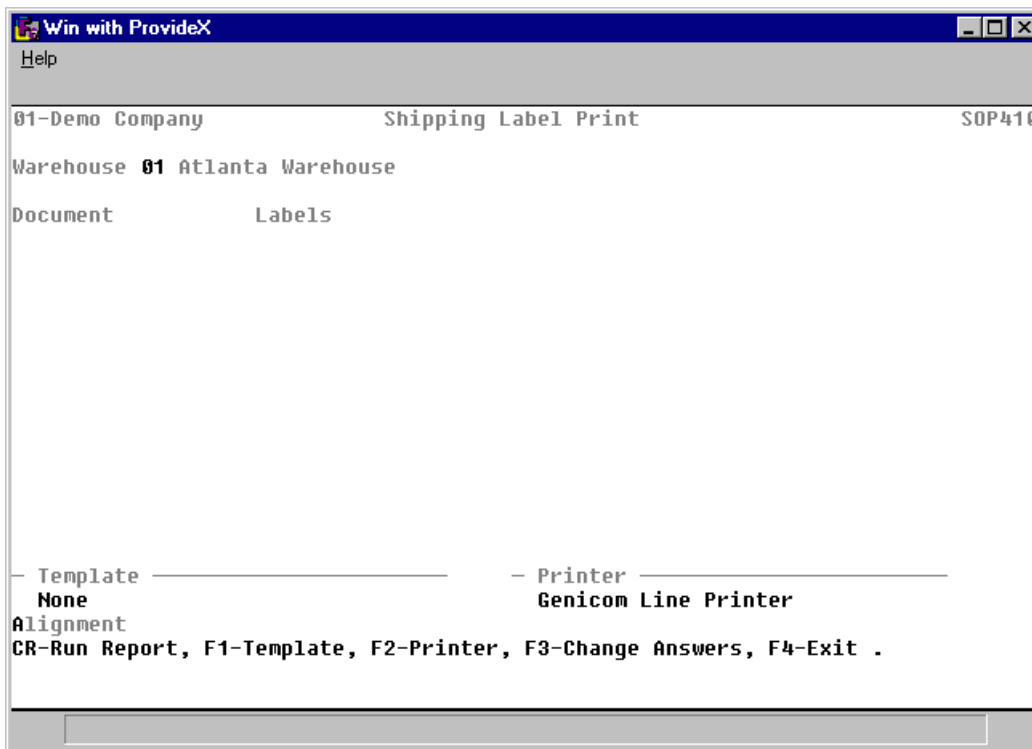 Win with ProvideX
Help
01-Demo Company Shipping Label Print SOP410
Warehouse 01 Atlanta Warehouse
Document Labels
Template Printer
None Genicom Line Printer
Alignment
CR-Run Report, F1-Template, F2-Printer, F3-Change Answers, F4-Exit .